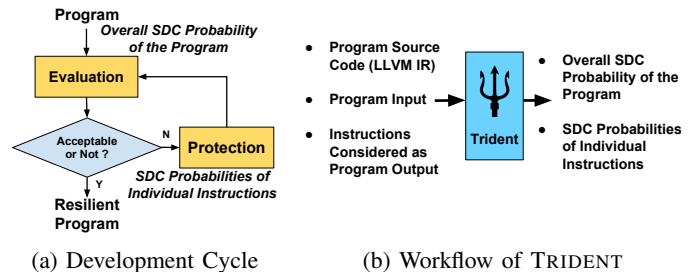 Program
Overall SDC Probability
of the Program
Evaluation
Acceptable
or Not ?
N
Protection
SDC Probabilities of
Individual Instructions
Y
Resilient
Program
(a) Development Cycle
● Program Source
Code (LLVM IR)
● Program Input
● Instructions
Considered as
Program Output
Trident
● Overall SDC
Probability of the
Program
● SDC Probabilities
of Individual
Instructions
(b) Workflow of TRIDENT